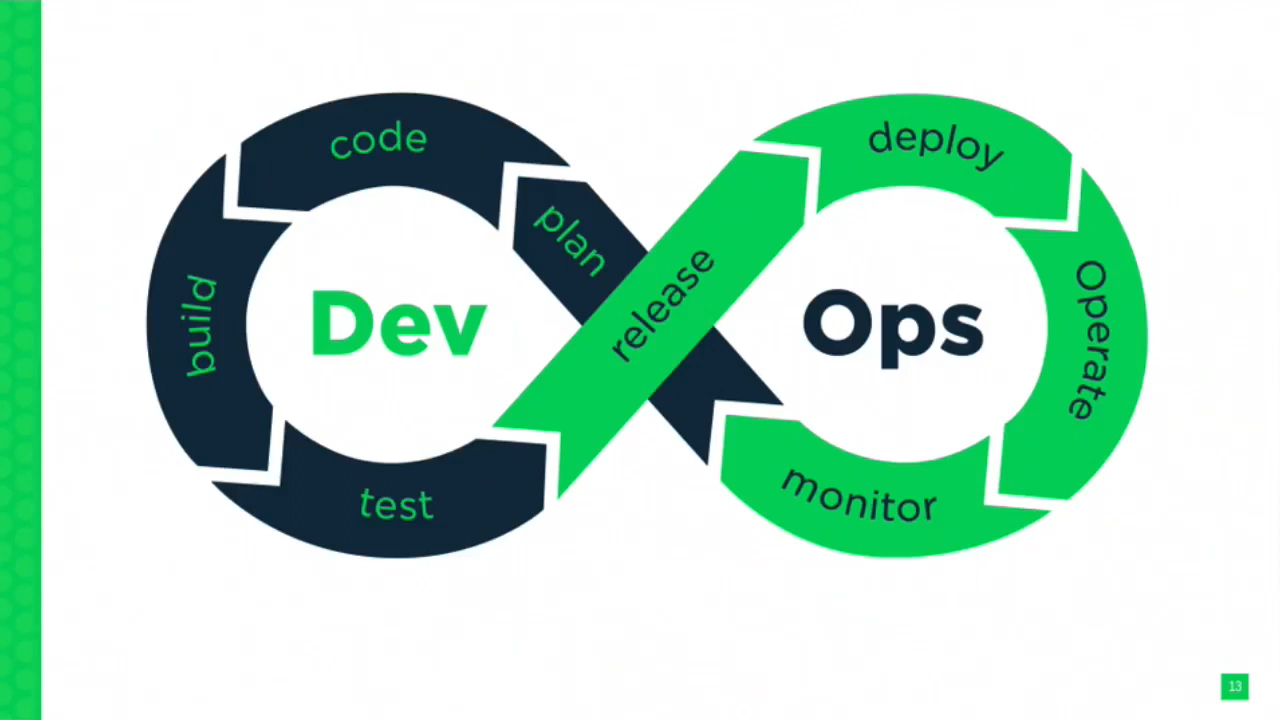 code
plan
build
Dev
test
release
deploy
Ops
Operate
monitor
13